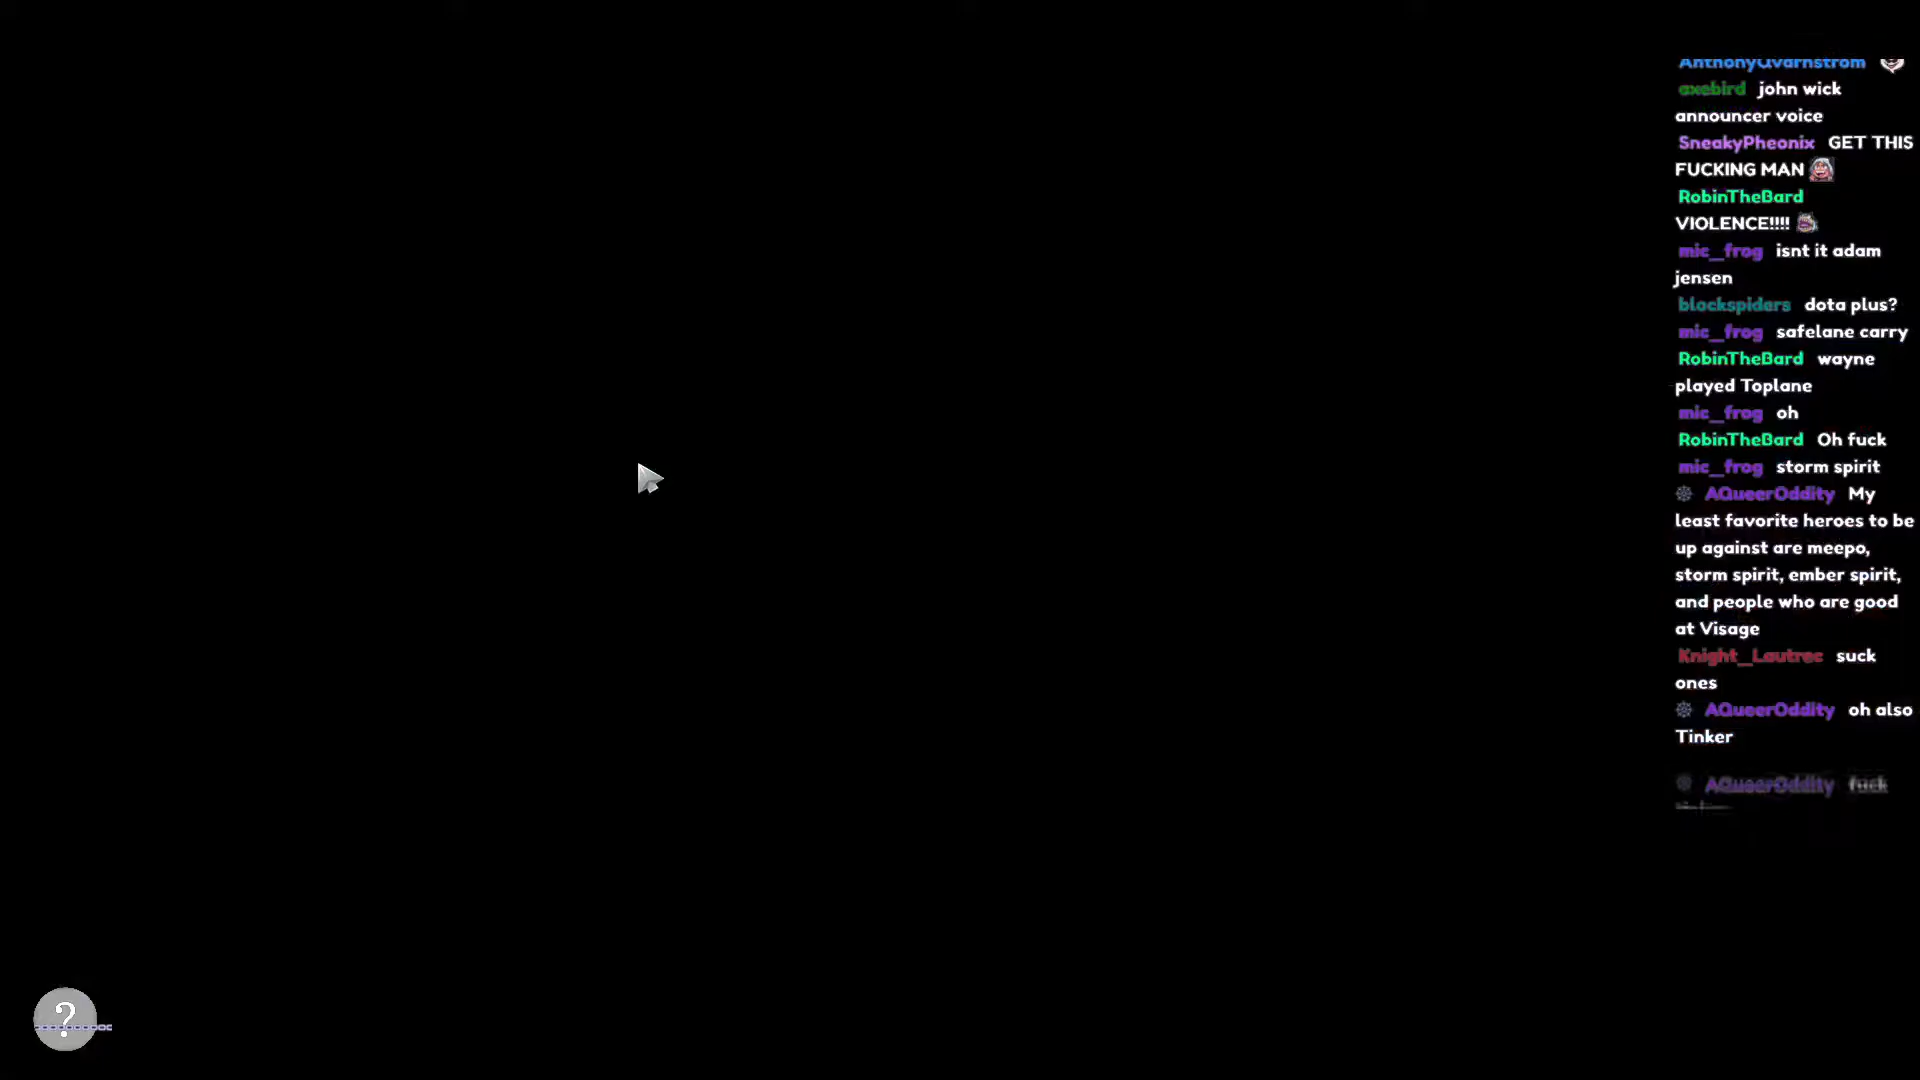 AnthonyQvarnstrom
axebird john wick
announcer voice
SneakyPheonix GET THIS
FUCKING MAN
RobinTheBard
VIOLENCE!!!!
mic_frog isnt it adam
jensen
blockspiders dota plus?
mic_frog safelane carry
RobinTheBard wayne
played Toplane
mic_frog oh
RobinTheBard Oh fuck
mic_frog storm spirit
AQueerOddity My
least favorite heroes to be
up against are meepo,
storm spirit, ember spirit,
and people who are good
at Visage
Knight_Lautrec suck
ones
AQueerOddity oh also
Tinker
AQueerOddity fuck
?